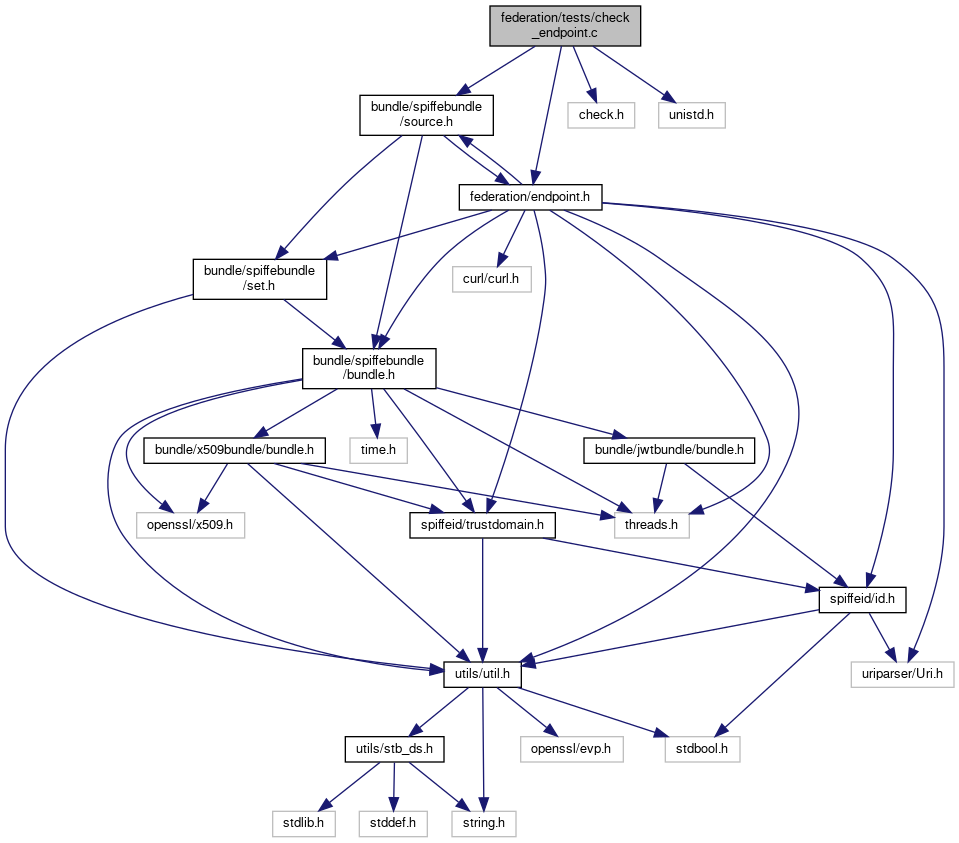 federation/tests/check
_endpoint.c
bundle/spiffebundle
/source.h
check.h
unistd.h
federation/endpoint.h
bundle/spiffebundle
/set.h
curl/curl.h
bundle/spiffebundle
/bundle.h
bundle/x509bundle/bundle.h
time.h
bundle/jwtbundle/bundle.h
openssl/x509.h
spiffeid/trustdomain.h
threads.h
spiffeid/id.h
utils/util.h
uriparser/Uri.h
utils/stb_ds.h
openssl/evp.h
stdbool.h
stdlib.h
stddef.h
string.h